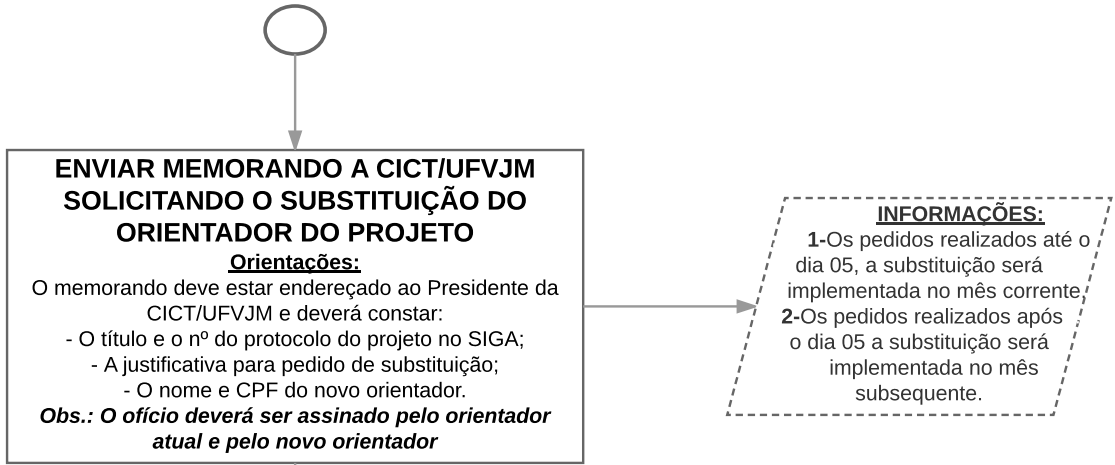 ENVIAR MEMORANDO A CICT/UFVJM
SOLICITANDO O SUBSTITUIÇÃO DO
ORIENTADOR DO PROJETO
Orientações:
O memorando deve estar endereçado ao Presidente da
CICT/UFVJM e deverá constar:
- O título e o nº do protocolo do projeto no SIGA;
- A justificativa para pedido de substituição;
- O nome e CPF do novo orientador.
Obs.: O ofício deverá ser assinado pelo orientador
atual e pelo novo orientador
INFORMAÇÕES:
1-Os pedidos realizados até o
dia 05, a substituição será
implementada no mês corrente;
2-Os pedidos realizados após
o dia 05 a substituição será
implementada no mês
subsequente.